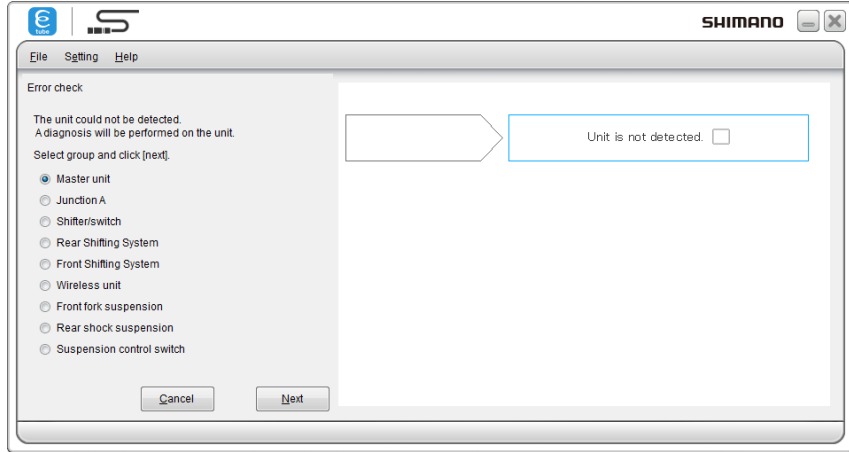 E
tube
S
SHIMANO
File Setting Help
Error check
The unit could not be detected.
A diagnosis will be performed on the unit.
Select group and click [next].
Master unit
Junction A
Shifter/switch
Rear Shifting System
Front Shifting System
Wireless unit
Front fork suspension
Rear shock suspension
Suspension control switch
Cancel Next
Unit is not detected.